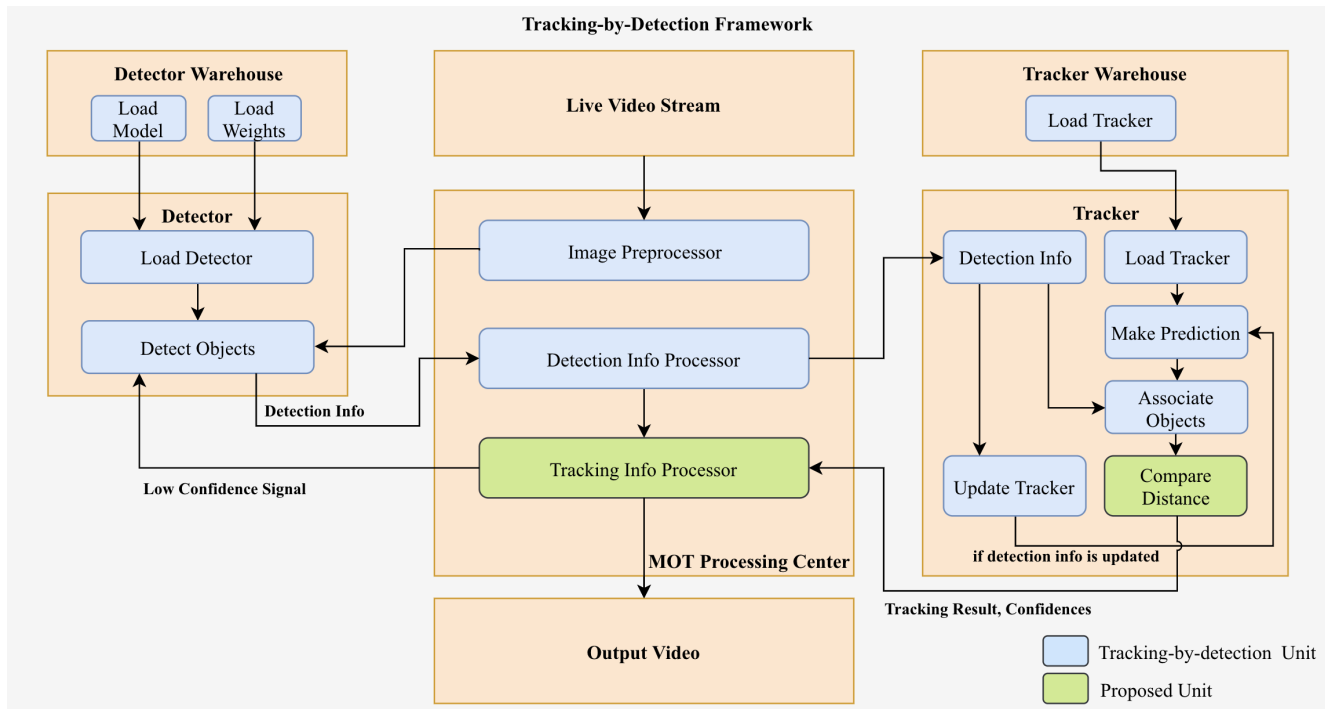 Tracking-by-Detection Framework
Detector Warehouse
Load
Model
Load
Weights
Live Video Stream
Tracker Warehouse
Load Tracker
Detector
Load Detector
Detect Objects
Detection Info
Low Confidence Signal
Image Preprocessor
Detection Info Processor
Tracking Info Processor
MOT Processing Center
Tracker
Detection Info
Load Tracker
Make Prediction
Associate
Objects
Update Tracker
Compare
Distance
if detection info is updated
Tracking Result, Confidences
Output Video
Tracking-by-detection Unit
Proposed Unit